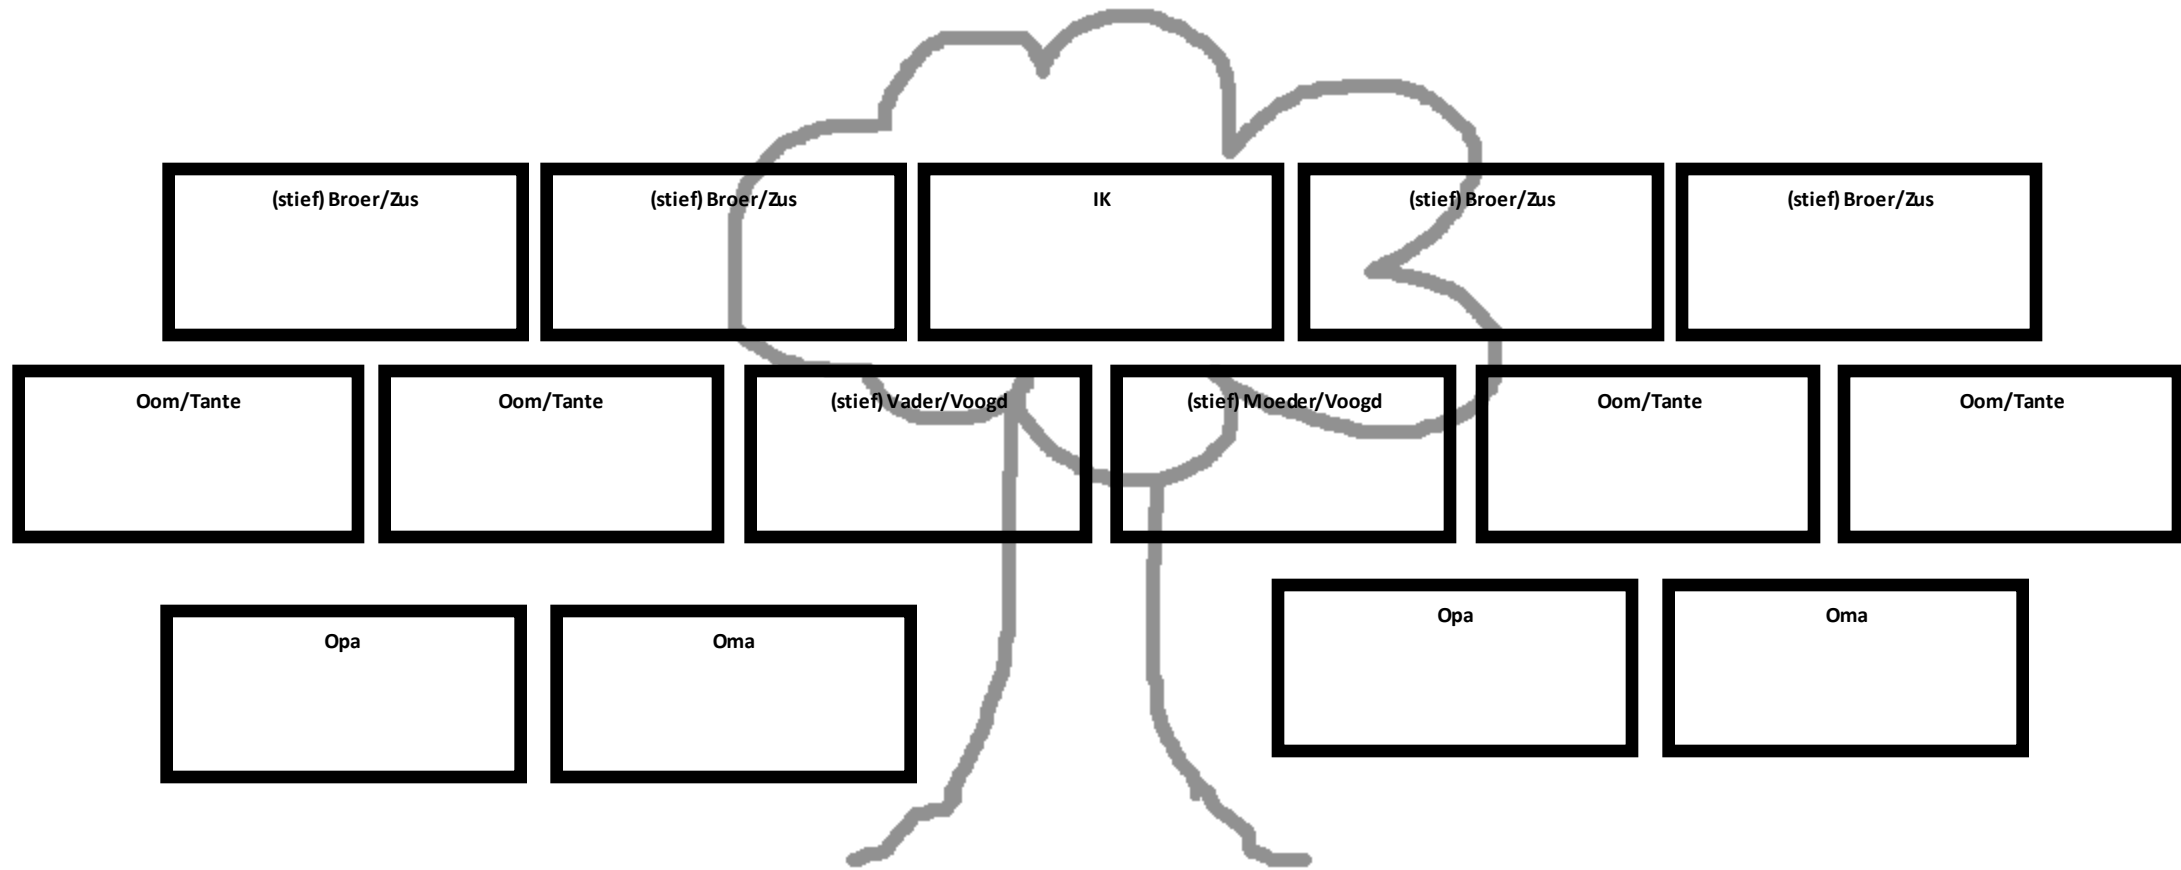 (stief) Broer/Zus
(stief) Broer/Zus
IK
(stief) Broer/Zus
(stief) Broer/Zus
Oom/Tante
Oom/Tante
(stief) Vader/Voogd
(stief) Moeder/Voogd
Oom/Tante
Oom/Tante
Opa
Oma
Opa
Oma